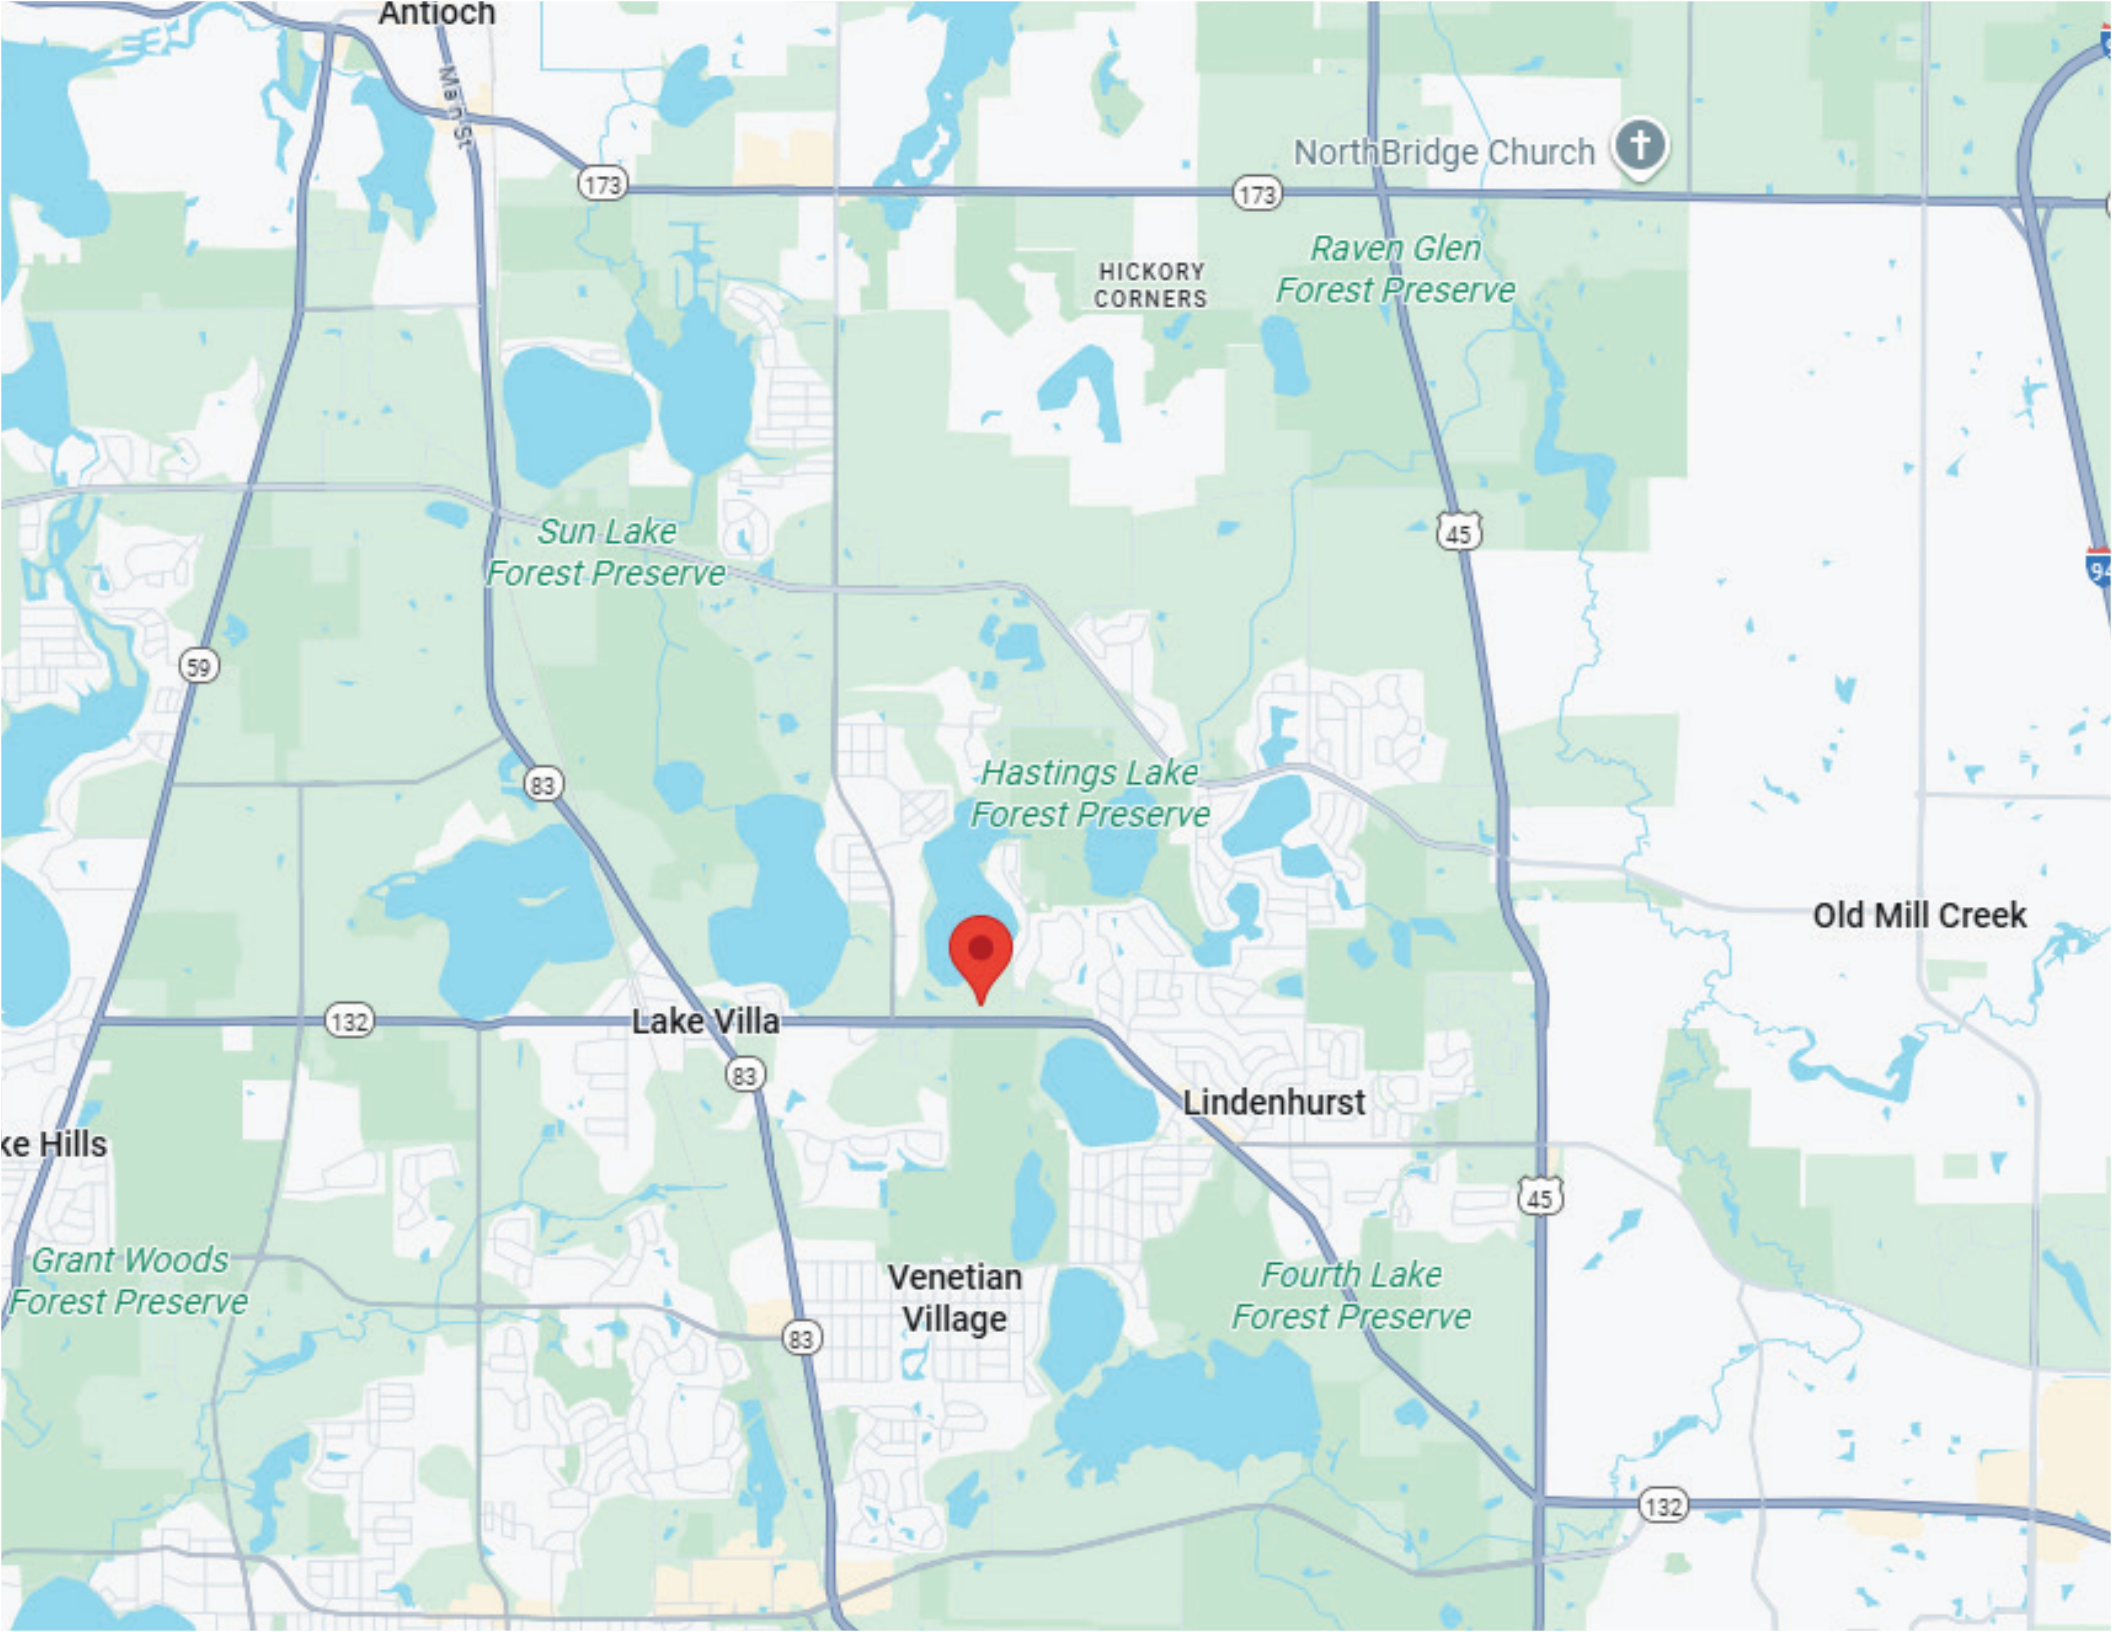 Antioch
Main St
NorthBridge Church
173
173
Raven Glen
Forest Preserve
HICKORY
CORNERS
45
Sun Lake
Forest Preserve
94
59
83
Hastings Lake
Forest Preserve
Old Mill Creek
132
Lake Villa
83
Lindenhurst
ke Hills
45
Grant Woods
Forest Preserve
Venetian
Village
Fourth Lake
Forest Preserve
83
132